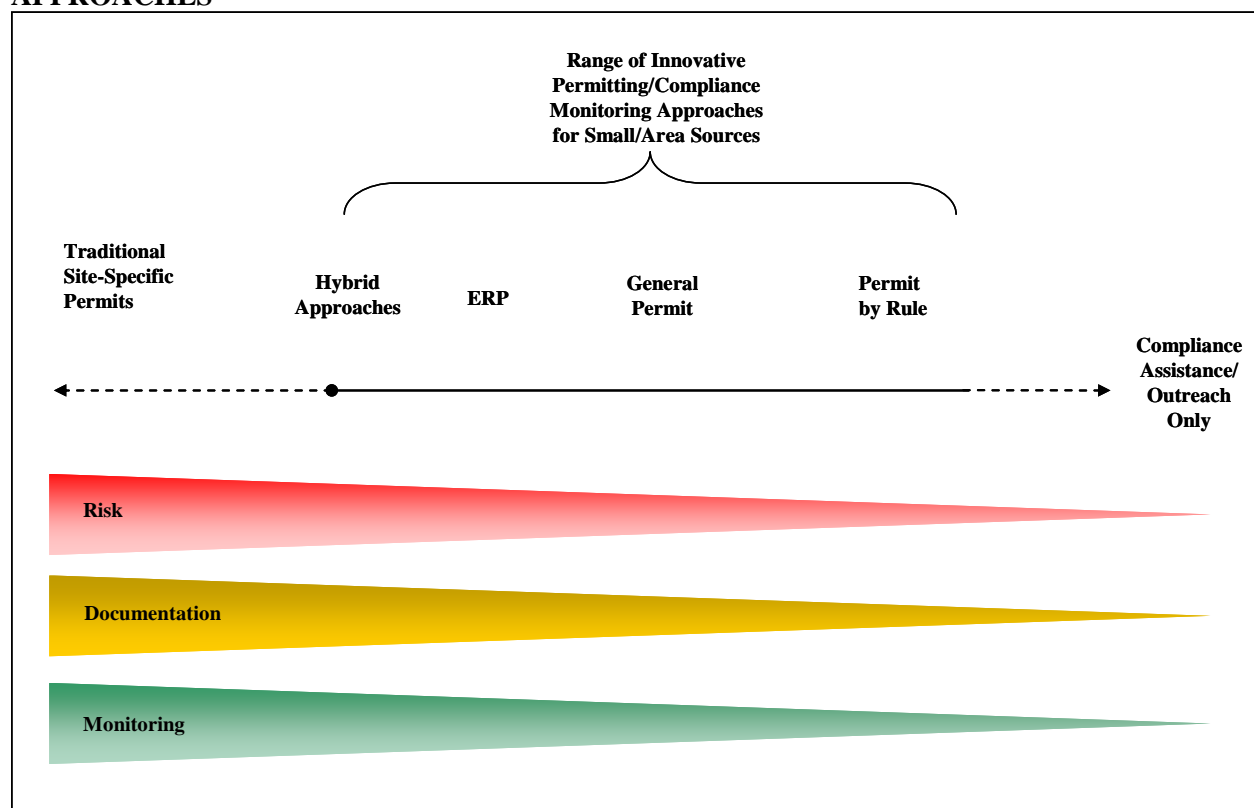 APPROACHES
Range of Innovative
Permitting/Compliance
Monitoring Approaches
for Small/Area Sources
Traditional
Site-Specific
Permits
Hybrid
Approaches
ERP
General
Permit
Permit
by Rule
Compliance
Assistance/
Outreach
Only
Risk
Documentation
Monitoring